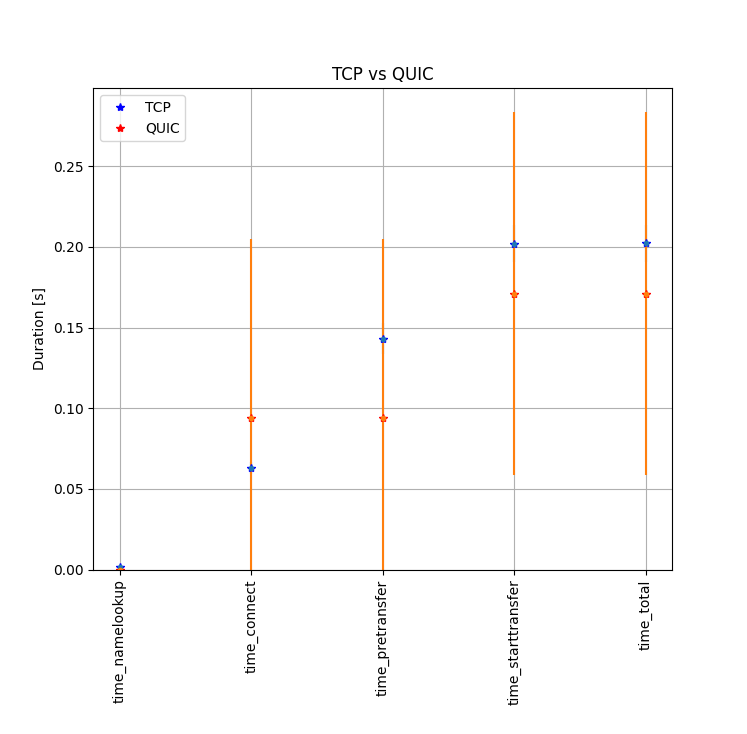 TCP vs QUIC
TCP
QUIC
Duration [s]
0.25
0.20
0.15
0.10
0.05
0.00
time_namelookup
time_connect
time_pretransfer
time_starttransfer
time_total